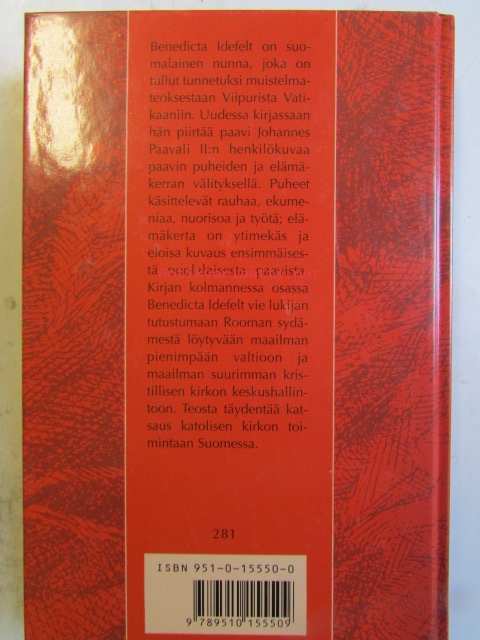 Benedicta Idefelt on suo-
malainen nunna, joka on
tullut tunnetuksi muistelma-
teoksestaan Viipurista Vati-
kaaniin. Uudessa kirjassaan
hän piirtää paavi Johannes
Paavali II:n henkilökuvaa
paavin puheiden ja elämä-
kerran välityksellä. Puheet
käsittelevät rauhaa, ekume-
niaa, nuorisoa ja työtä; elä-
mäkerta on ytimekäs ja
eloisa kuvaus ensimmäises-
tä puolalaisesta paavista.
Kirjan kolmannessa osassa
Benedicta Idefelt vie lukijan
tutustumaan Rooman sydä-
mestä löytyvään maailman
pienimpään valtioon ja
maailman suurimman kris-
tillisen kirkon keskushallin-
toon. Teosta täydentää kat-
saus katolisen kirkon toi-
mintaan Suomessa.
281
ISBN 951-0-15550-0
9 789510 155509